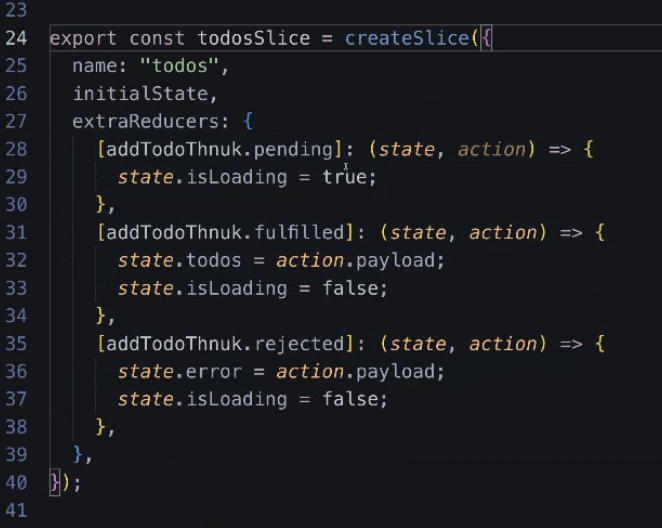 23
24 export const todosSlice = createSlice({
25   name: "todos",
26   initialState,
27   extraReducers: {
28     [addTodoThnuk.pending]: (state, action) => {
29       state.isLoading = true;
30     },
31     [addTodoThnuk.fulfilled]: (state, action) => {
32       state.todos = action.payload;
33       state.isLoading = false;
34     },
35     [addTodoThnuk.rejected]: (state, action) => {
36       state.error = action.payload;
37       state.isLoading = false;
38     },
39   },
40 });
41